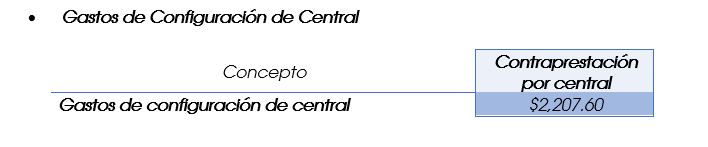 • Gastos de Configuración de Central
Concepto
Contraprestación
por central
Gastos de configuración de central
$2,207.60